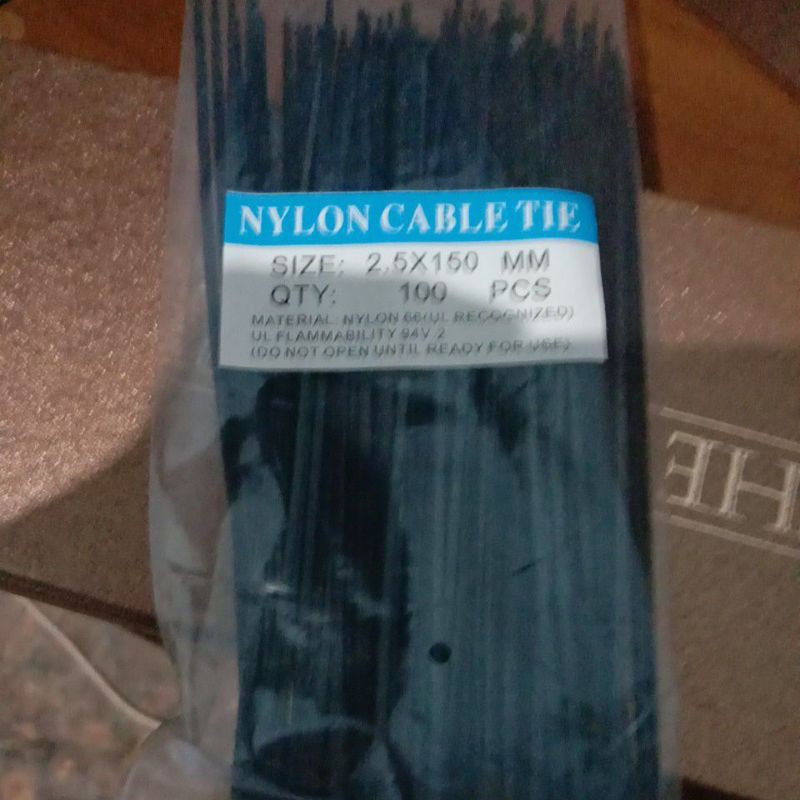 NYLON CABLE TIE
SIZE; 2,5X150 MM
QTY: 100 PCS
MATERIAL: NYLON 66(UL RECOGNIZED)
UL FLAMMABILITY 94V-2
(DO NOT OPEN UNTIL READY FOR USE)